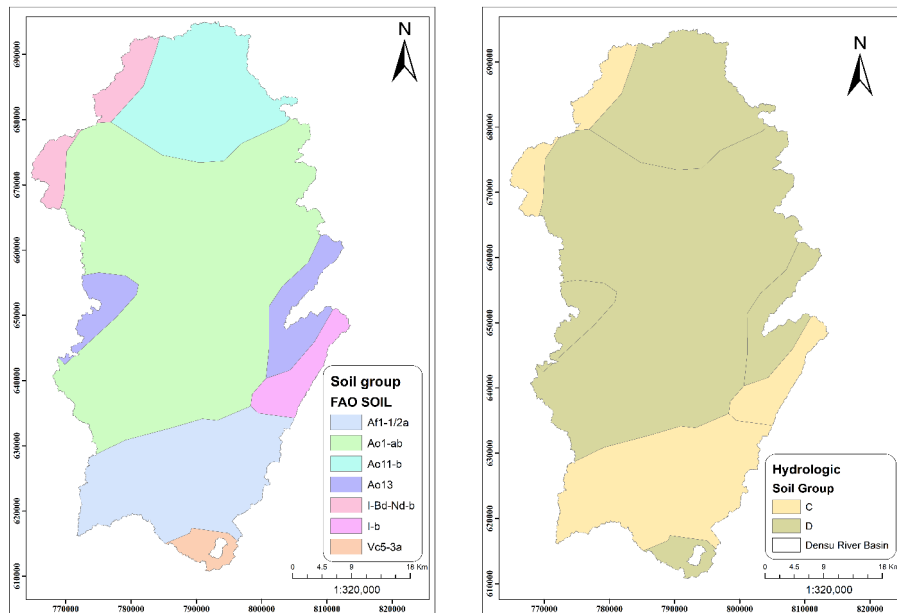 N
690000
680000
670000
660000
650000
640000
630000
620000
610000
Soil group
FAO SOIL
Af1-1/2a
Ao1-ab
Ao11-b
Ao13
I-Bd-Nd-b
I-b
Vc5-3a
0 4.5 9 18 Km
1:320,000
770000 780000 790000 800000 810000 820000
N
690000
680000
670000
660000
650000
640000
630000
620000
610000
Hydrologic
Soil Group
C
D
Densu River Basin
0 4.5 9 18 Km
1:320,000
770000 780000 790000 800000 810000 820000